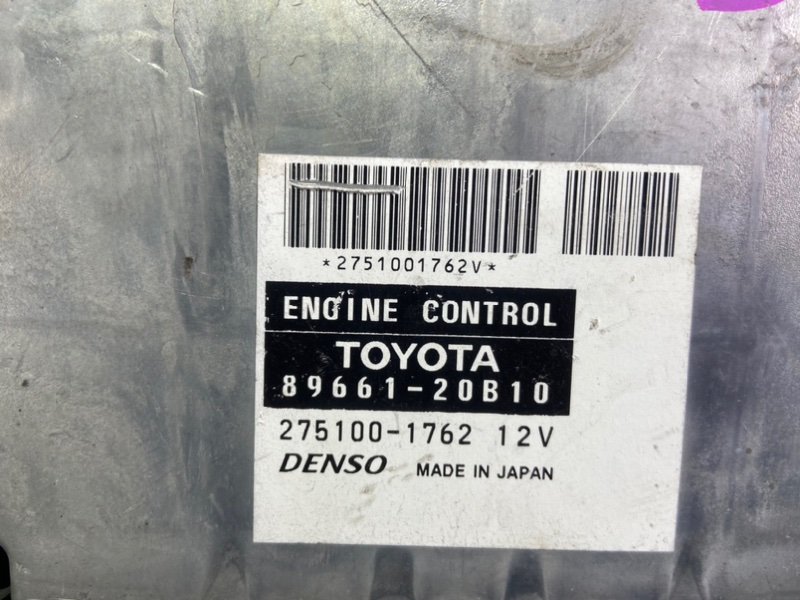 *2751001762V*
ENGINE CONTROL
TOYOTA
89661-20B10
275100-1762 12V
DENSO MADE IN JAPAN